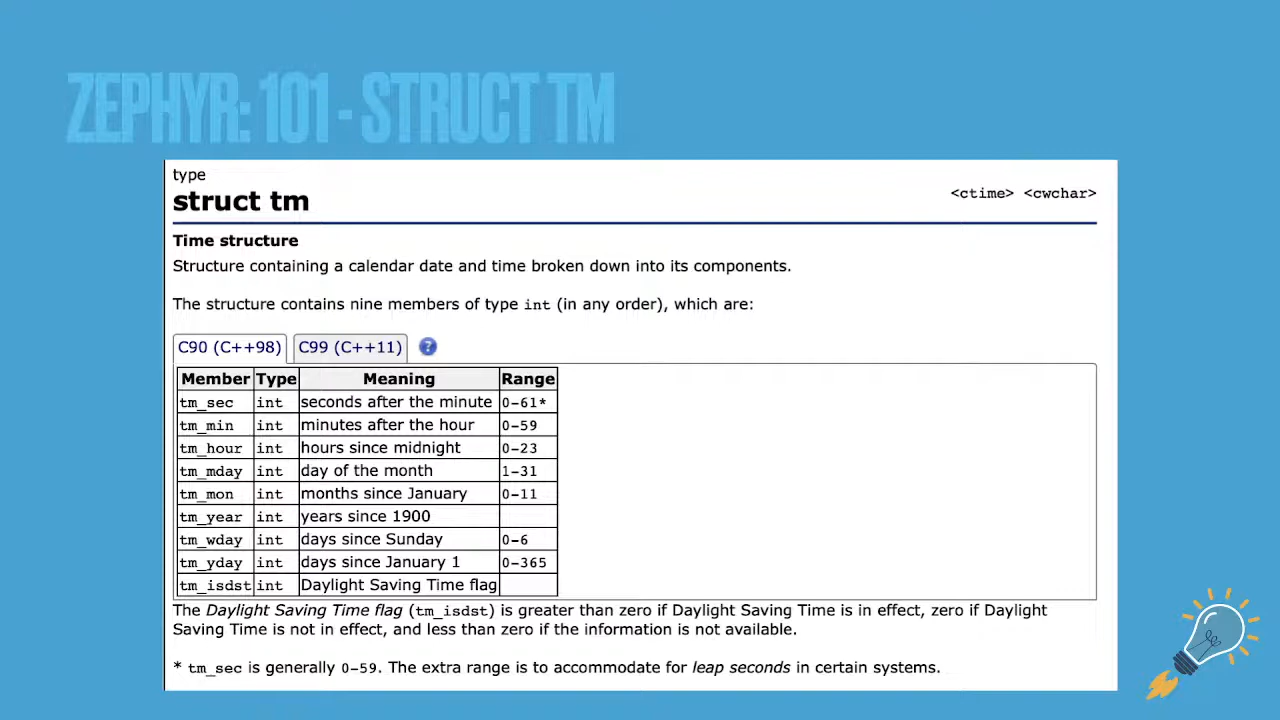 ZEPHYR: 101 - STRUCT TM
type
struct tm
<ctime> <cwchar>
Time structure
Structure containing a calendar date and time broken down into its components.
The structure contains nine members of type int (in any order), which are:
C90 (C++98) C99 (C++11) ?
Member Type Meaning Range
tm_sec int seconds after the minute 0-61*
tm_min int minutes after the hour 0-59
tm_hour int hours since midnight 0-23
tm_mday int day of the month 1-31
tm_mon int months since January 0-11
tm_year int years since 1900
tm_wday int days since Sunday 0-6
tm_yday int days since January 1 0-365
tm_isdst int Daylight Saving Time flag
The Daylight Saving Time flag (tm_isdst) is greater than zero if Daylight Saving Time is in effect, zero if Daylight
Saving Time is not in effect, and less than zero if the information is not available.
* tm_sec is generally 0-59. The extra range is to accommodate for leap seconds in certain systems.